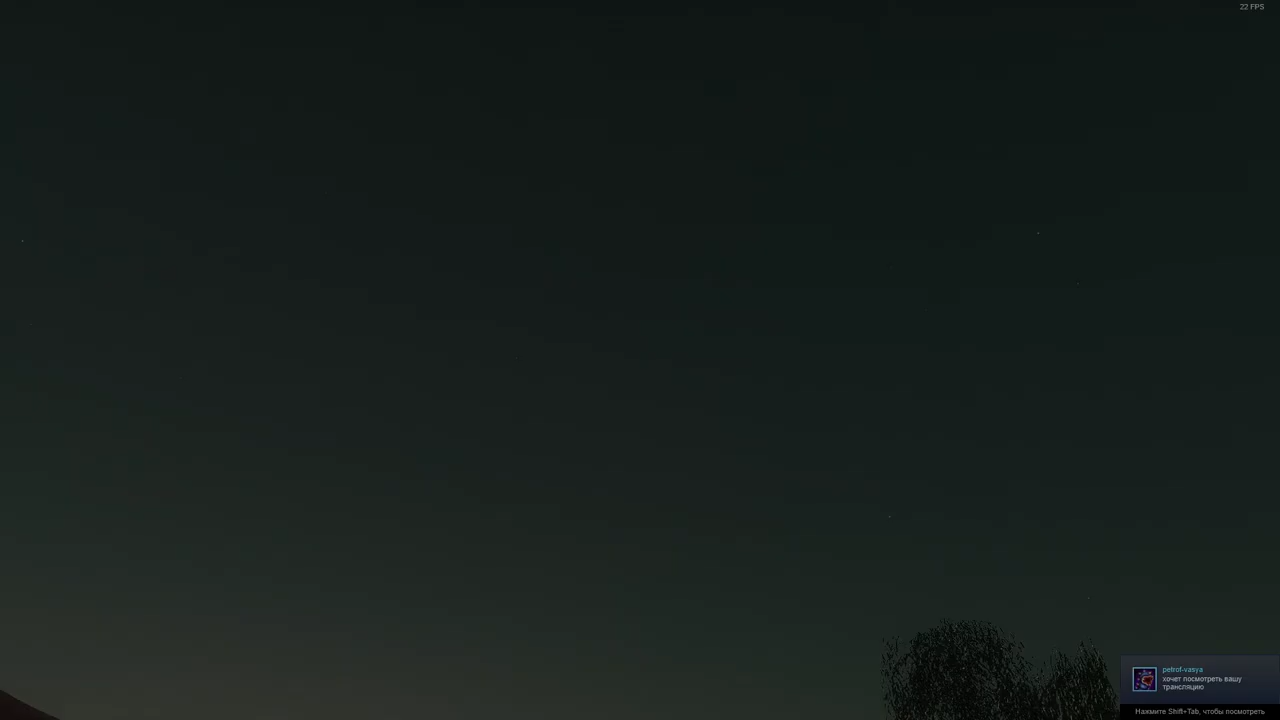 22 FPS
petrof-vasya
хочет посмотреть вашу
трансляцию
Нажмите Shift+Tab, чтобы посмотреть